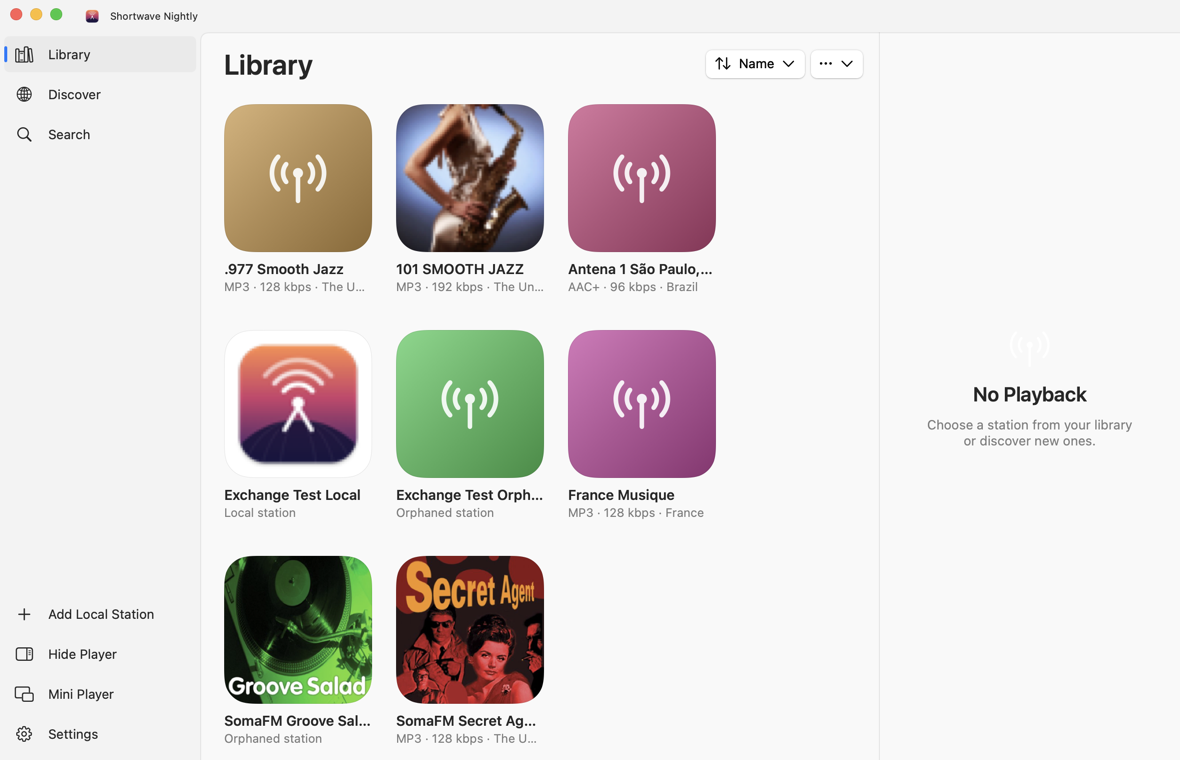 Shortwave Nightly
Library
Discover
Search
Add Local Station
Hide Player
Mini Player
Settings
Library
Name
.977 Smooth Jazz
MP3 · 128 kbps · The U...
101 SMOOTH JAZZ
MP3 · 192 kbps · The Un...
Antena 1 São Paulo,...
AAC+ · 96 kbps · Brazil
Exchange Test Local
Local station
Exchange Test Orph...
Orphaned station
France Musique
MP3 · 128 kbps · France
Groove Salad
SomaFM Groove Sal...
Orphaned station
Secret Agent
SomaFM Secret Ag...
MP3 · 128 kbps · The U...
No Playback
Choose a station from your library
or discover new ones.